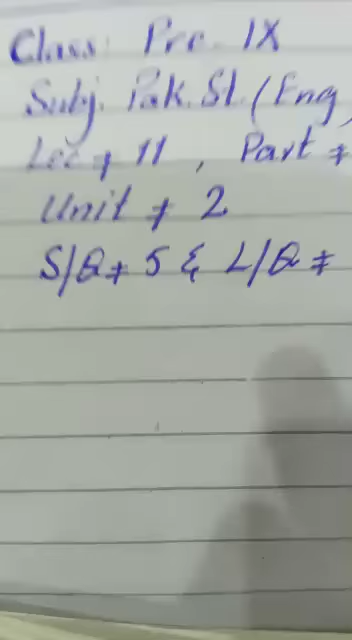 Class: Pre. IX
Subj. Pak. St. (Eng
Lec # 11, Part #
Unit # 2
S/Q # 5 & L/Q #